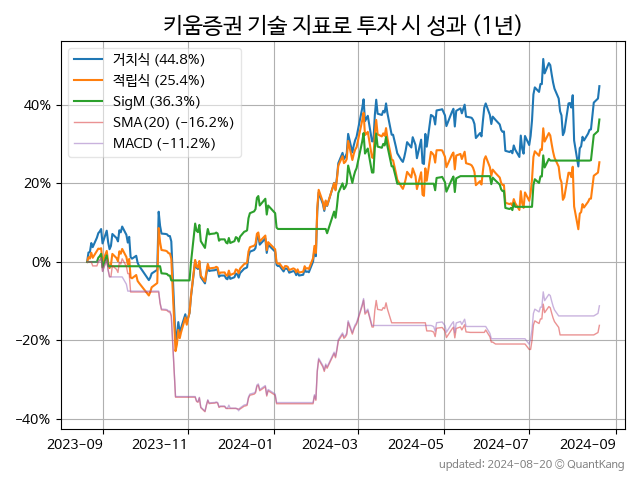 키움증권 기술 지표로 투자 시 성과 (1년)
거치식 (44.8%)
적립식 (25.4%)
SigM (36.3%)
SMA(20) (−16.2%)
MACD (−11.2%)
40%
20%
0%
−20%
−40%
2023-09 2023-11 2024-01 2024-03 2024-05 2024-07 2024-09
updated: 2024-08-20 © QuantKang